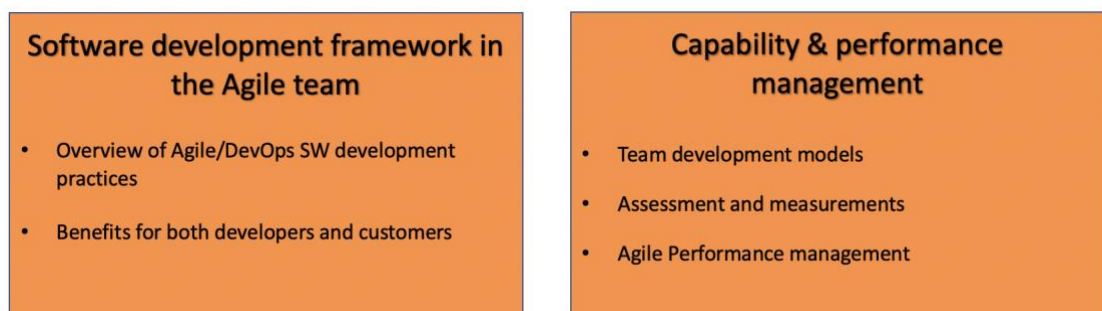 Software development framework in
the Agile team
• Overview of Agile/DevOps SW development
practices
• Benefits for both developers and customers
Capability & performance
management
• Team development models
• Assessment and measurements
• Agile Performance management